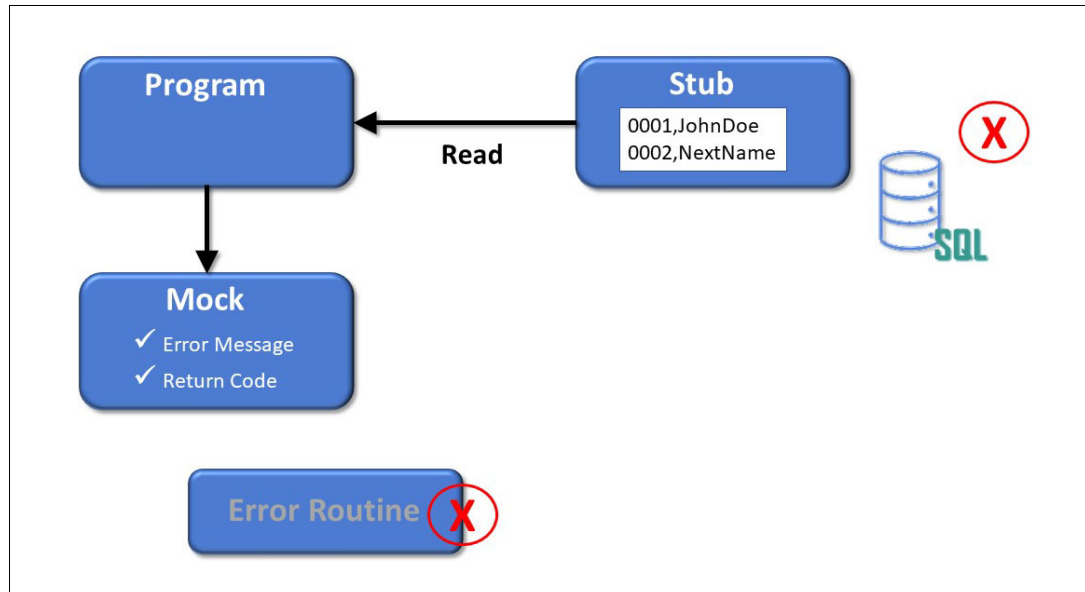 Program
Stub
0001,JohnDoe
0002,NextName
X
Read
SQL
Mock
✓ Error Message
✓ Return Code
Error Routine
X